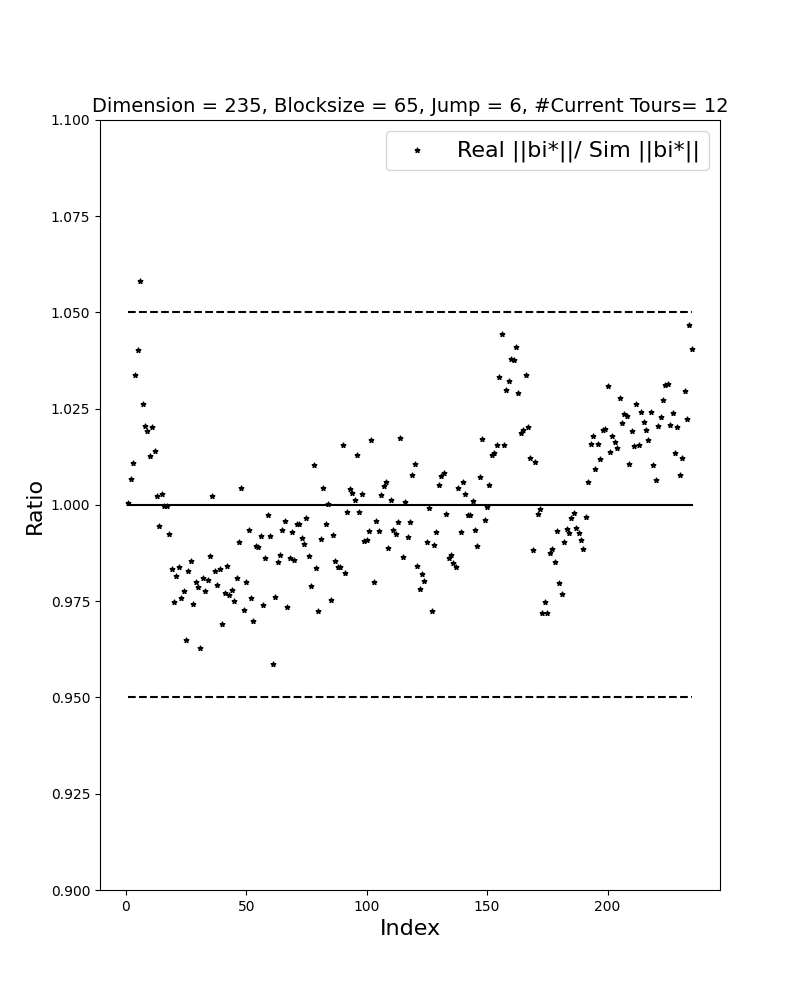 Dimension = 235, Blocksize = 65, Jump = 6, #Current Tours= 12
Real ||bi*||/ Sim ||bi*||
1.100
1.075
1.050
1.025
1.000
0.975
0.950
0.925
0.900
Ratio
0 50 100 150 200
Index